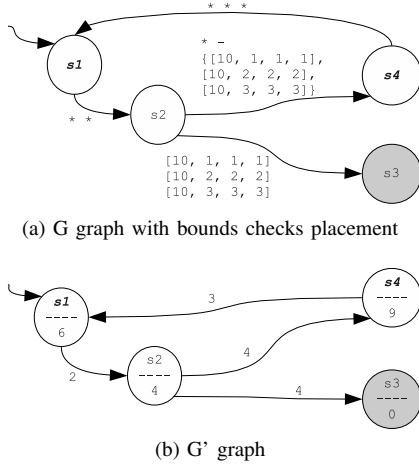 * * *
s1
* -
{[10, 1, 1, 1],
[10, 2, 2, 2],
[10, 3, 3, 3]}
s4
* *
s2
[10, 1, 1, 1]
[10, 2, 2, 2]
[10, 3, 3, 3]
s3
(a) G graph with bounds checks placement
s1
----
6
3
s4
----
9
2
s2
----
4
4
4
s3
----
0
(b) G' graph